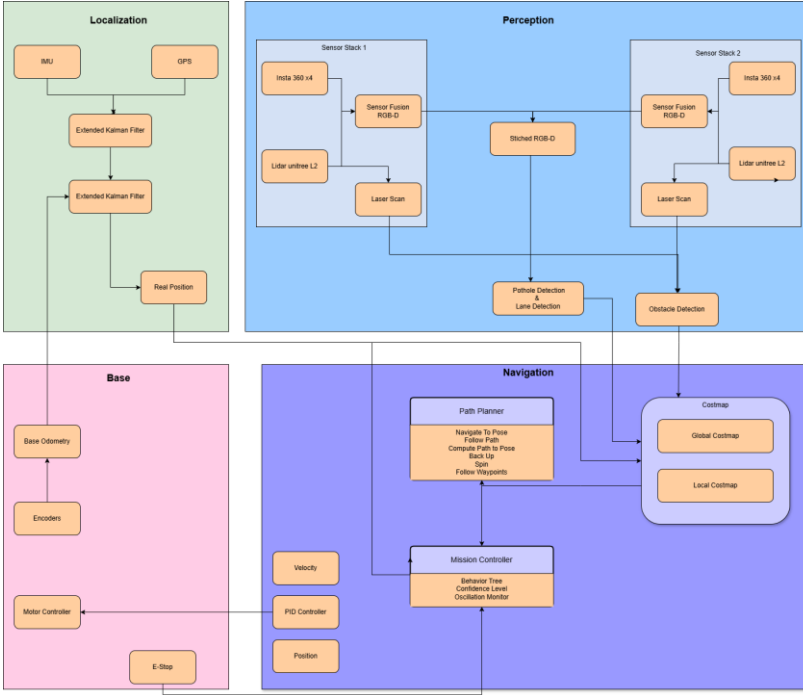 Localization
IMU
GPS
Extended Kalman Filter
Extended Kalman Filter
Real Position
Perception
Sensor Stack 1
Insta 360 x4
Sensor Fusion
RGB-D
Lidar unitree L2
Laser Scan
Stiched RGB-D
Sensor Stack 2
Insta 360 x4
Sensor Fusion
RGB-D
Lidar unitree L2
Laser Scan
Pothole Detection
&
Lane Detection
Obstacle Detection
Base
Base Odometry
Encoders
Motor Controller
E-Stop
Navigation
Path Planner
Navigate To Pose
Follow Path
Compute Path to Pose
Back Up
Spin
Follow Waypoints
Costmap
Global Costmap
Local Costmap
Mission Controller
Behavior Tree
Confidence Level
Oscillation Monitor
Velocity
PID Controller
Position